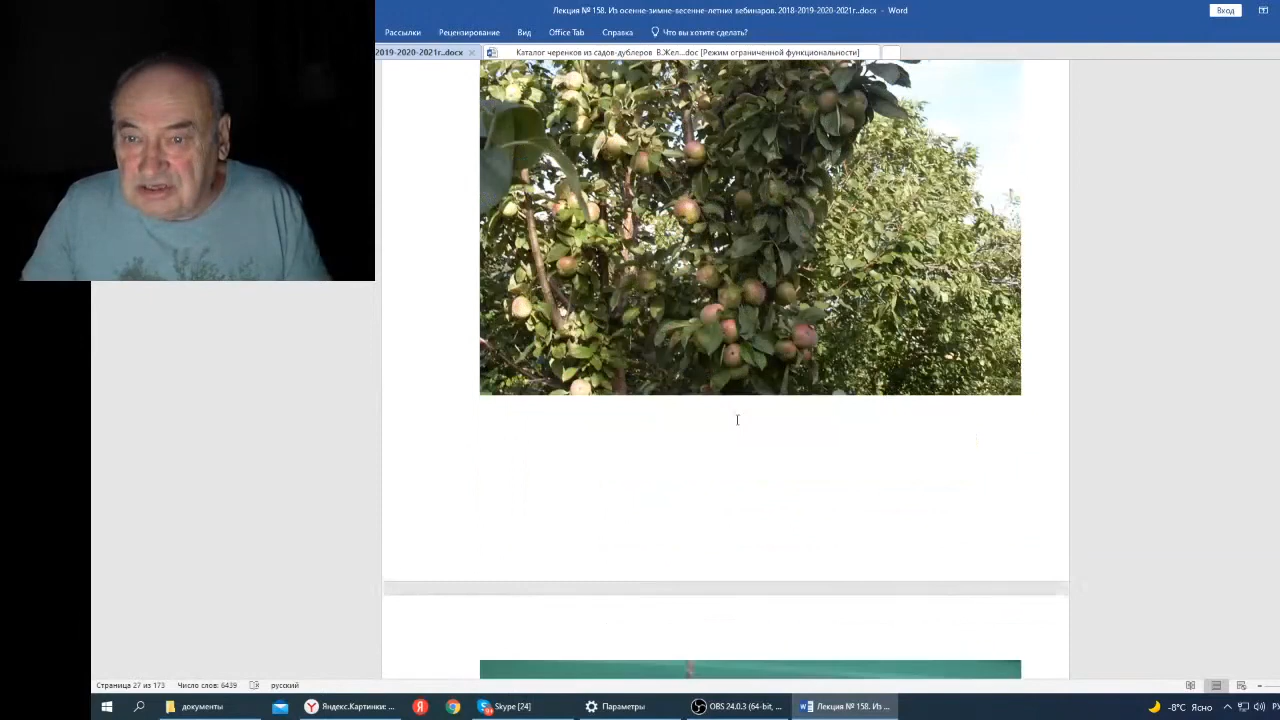 Лекция № 158. Из осенне-зимне-весенне-летних вебинаров. 2018-2019-2020-2021г..docx - Word
Вход
Рассылки Рецензирование Вид Office Tab Справка Что вы хотите сделать?
2019-2020-2021г..docx
Каталог черенков из садов-дублеров В.Жел...doc [Режим ограниченной функциональности]
Страница 27 из 173 Число слов: 6439 русский
документы
Яндекс.Картинки: ...
Я
Skype [24]
Параметры
OBS 24.0.3 (64-bit, ...
Лекция № 158. Из ...
-8°C Ясно